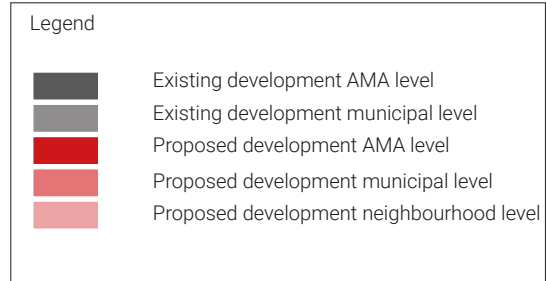 Legend
Existing development AMA level
Existing development municipal level
Proposed development AMA level
Proposed development municipal level
Proposed development neighbourhood level